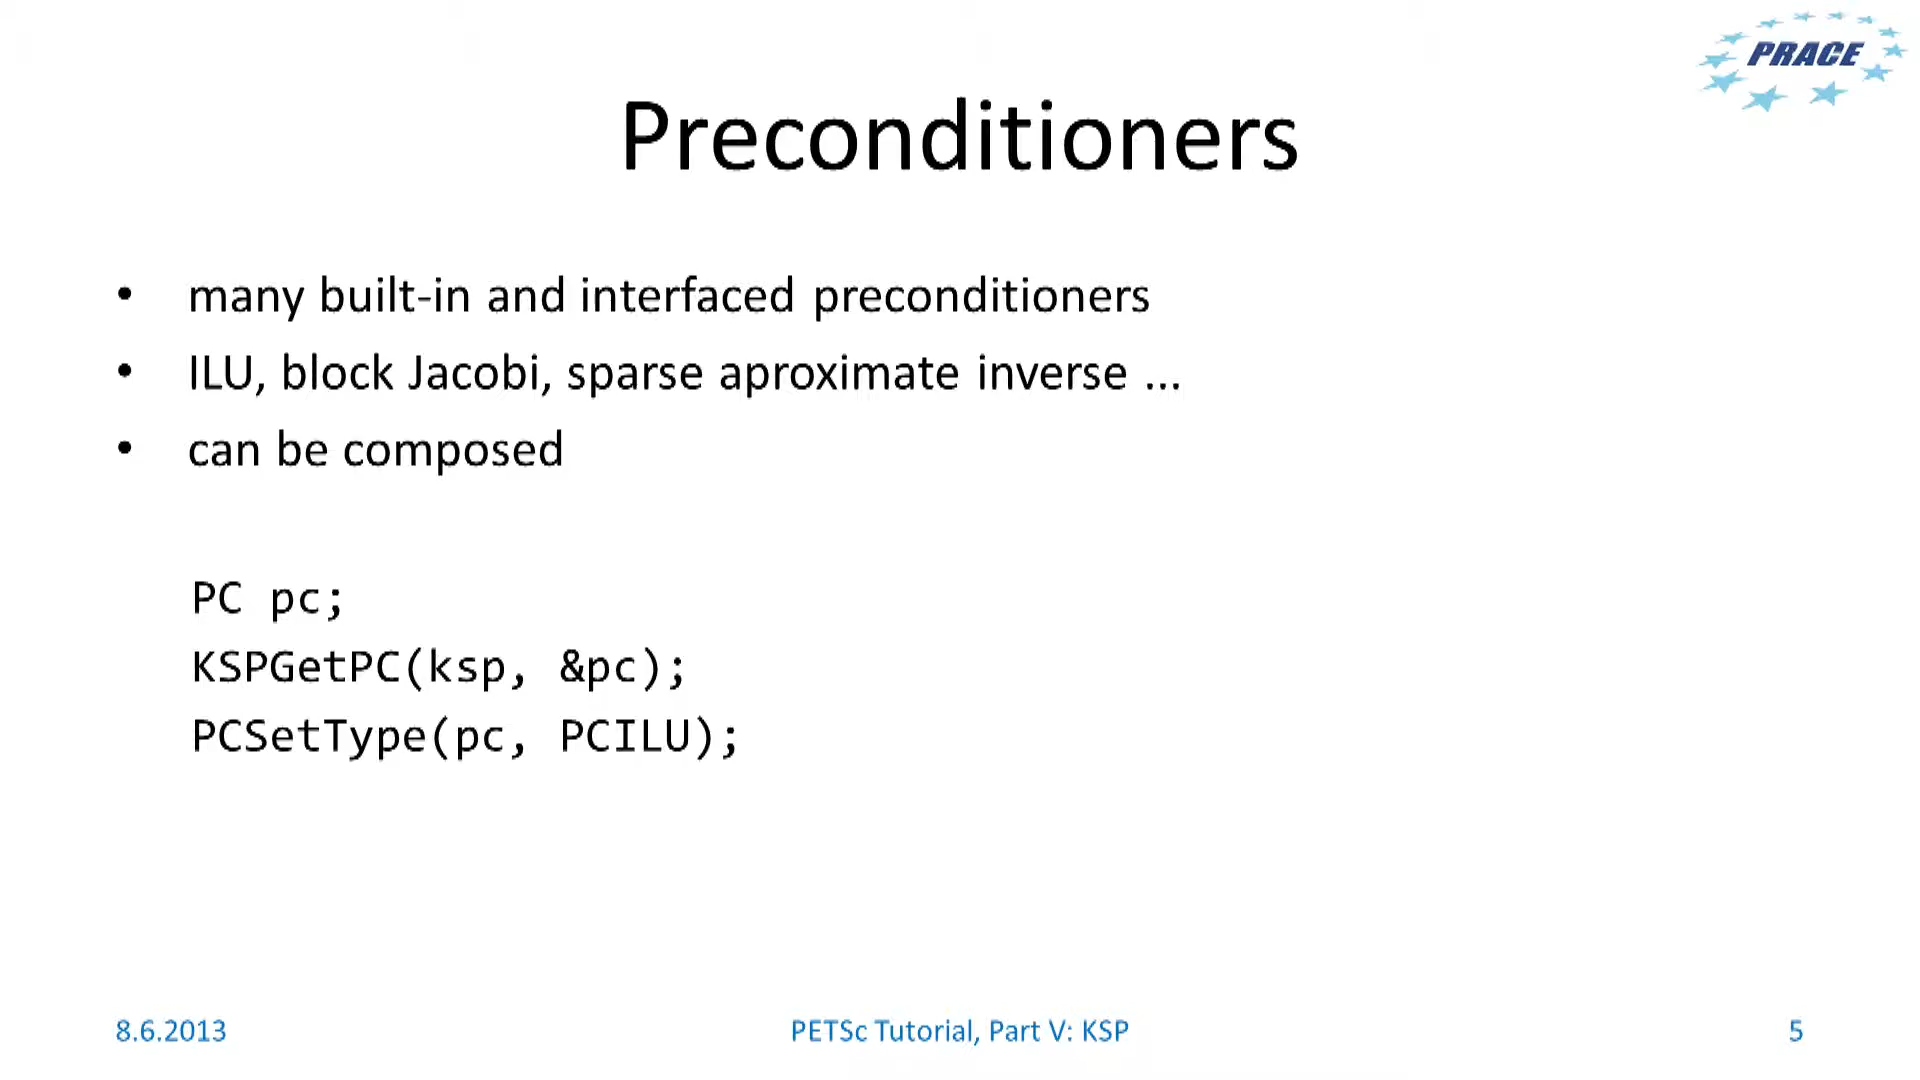 PRACE
Preconditioners
• many built-in and interfaced preconditioners
• ILU, block Jacobi, sparse aproximate inverse ...
• can be composed
PC pc;
KSPGetPC(ksp, &pc);
PCSetType(pc, PCILU);
8.6.2013
PETSc Tutorial, Part V: KSP
5